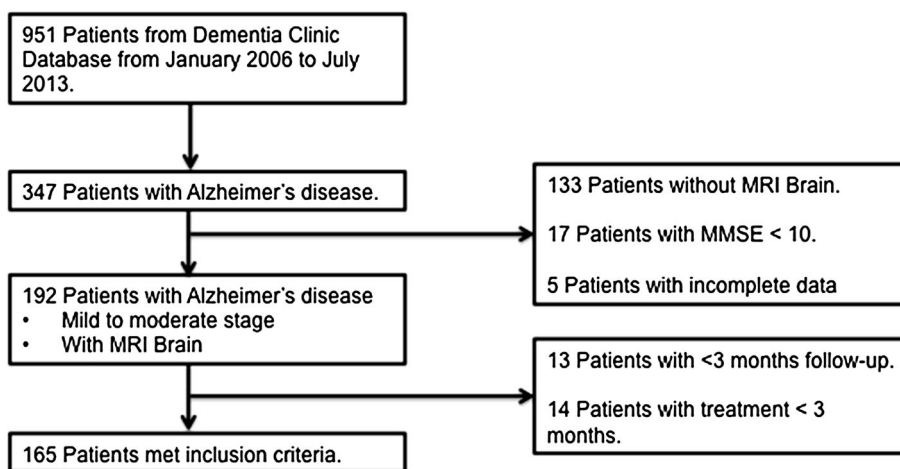 951 Patients from Dementia Clinic
Database from January 2006 to July
2013.
347 Patients with Alzheimer's disease.
133 Patients without MRI Brain.
17 Patients with MMSE < 10.
5 Patients with incomplete data
192 Patients with Alzheimer's disease
• Mild to moderate stage
• With MRI Brain
13 Patients with <3 months follow-up.
14 Patients with treatment < 3
months.
165 Patients met inclusion criteria.